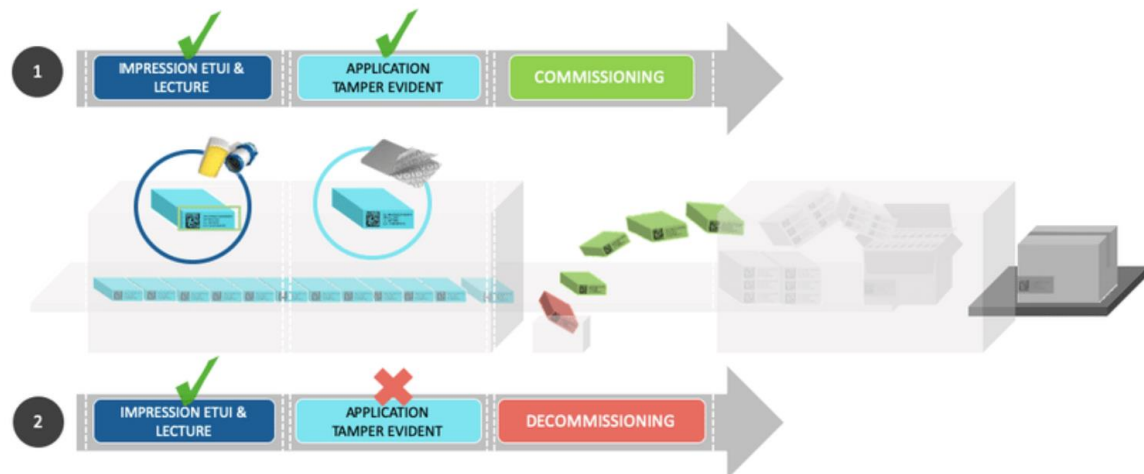 1
IMPRESSION ETUI &
LECTURE
APPLICATION
TAMPER EVIDENT
COMMISSIONING
2
IMPRESSION ETUI &
LECTURE
APPLICATION
TAMPER EVIDENT
DECOMMISSIONING